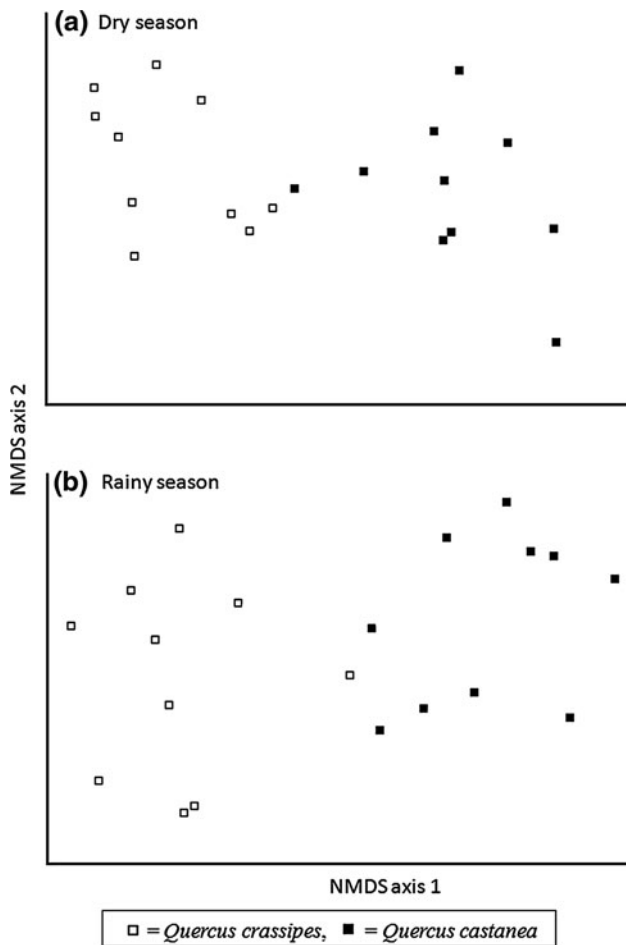 (a) Dry season
NMDS axis 2
(b) Rainy season
NMDS axis 1
□ = Quercus crassipes, ■ = Quercus castanea